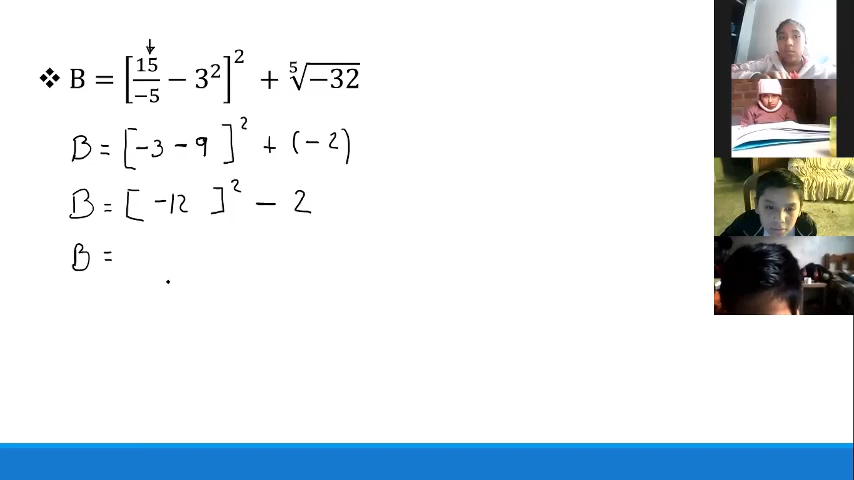 ❖ B = [15/−5 − 3²]² + ⁵√−32
B = [−3 − 9]² + (−2)
B = [−12]² − 2
B =